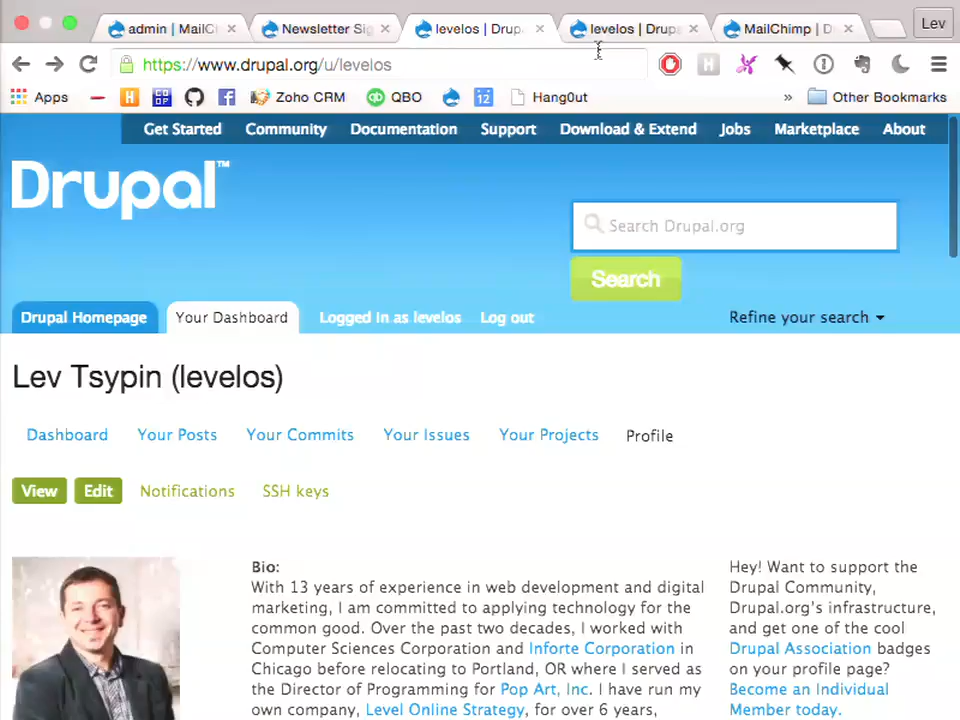 admin | MailC
Newsletter Sig
levelos | Drup
levelos | Drupa
MailChimp | D
Lev
https://www.drupal.org/u/levelos
Apps
Zoho CRM
QBO
12
HangOut
»
Other Bookmarks
Get Started
Community
Documentation
Support
Download & Extend
Jobs
Marketplace
About
Drupal™
Search Drupal.org
Search
Drupal Homepage
Your Dashboard
Logged in as levelos
Log out
Refine your search
Lev Tsypin (levelos)
Dashboard
Your Posts
Your Commits
Your Issues
Your Projects
Profile
View
Edit
Notifications
SSH keys
Bio:
With 13 years of experience in web development and digital
marketing, I am committed to applying technology for the
common good. Over the past two decades, I worked with
Computer Sciences Corporation and Inforte Corporation in
Chicago before relocating to Portland, OR where I served as
the Director of Programming for Pop Art, Inc. I have run my
own company, Level Online Strategy, for over 6 years,
Hey! Want to support the
Drupal Community,
Drupal.org's infrastructure,
and get one of the cool
Drupal Association badges
on your profile page?
Become an Individual
Member today.